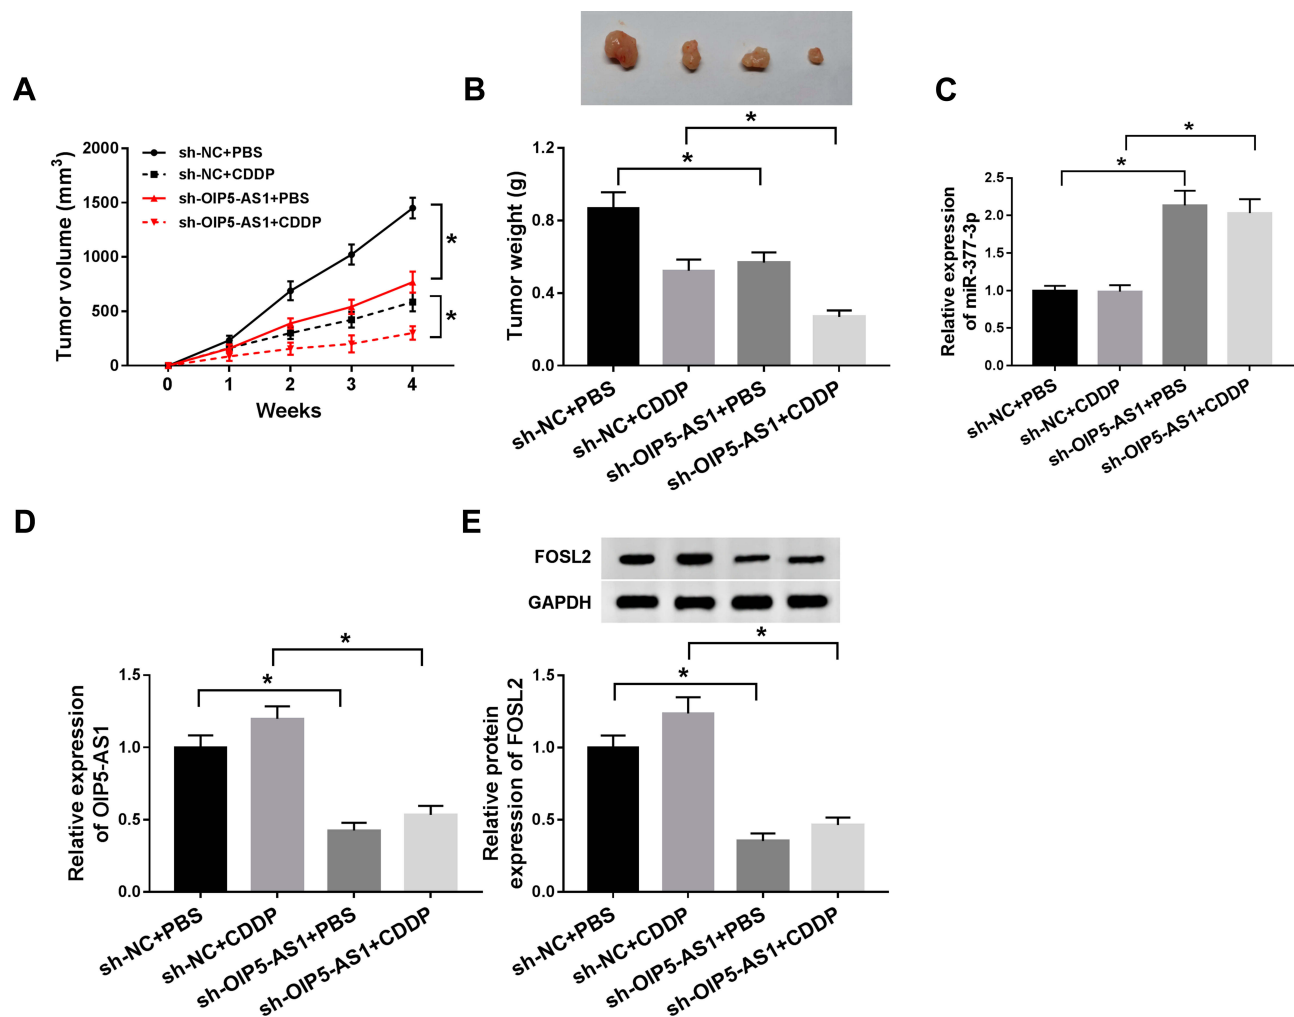 A
Tumor volume (mm3)
2000
1500
1000
500
0
0 1 2 3 4
Weeks
sh-NC+PBS
sh-NC+CDDP
sh-OIP5-AS1+PBS
sh-OIP5-AS1+CDDP
*
*
B
*
*
Tumor weight (g)
1.2
0.8
0.4
0.0
sh-NC+PBS
sh-NC+CDDP
sh-OIP5-AS1+PBS
sh-OIP5-AS1+CDDP
C
*
*
Relative expression
of miR-377-3p
2.5
2.0
1.5
1.0
0.5
0.0
sh-NC+PBS
sh-NC+CDDP
sh-OIP5-AS1+PBS
sh-OIP5-AS1+CDDP
D
*
*
Relative expression
of OIP5-AS1
1.5
1.0
0.5
0.0
sh-NC+PBS
sh-NC+CDDP
sh-OIP5-AS1+PBS
sh-OIP5-AS1+CDDP
E
FOSL2
GAPDH
*
*
Relative protein
expression of FOSL2
1.5
1.0
0.5
0.0
sh-NC+PBS
sh-NC+CDDP
sh-OIP5-AS1+PBS
sh-OIP5-AS1+CDDP